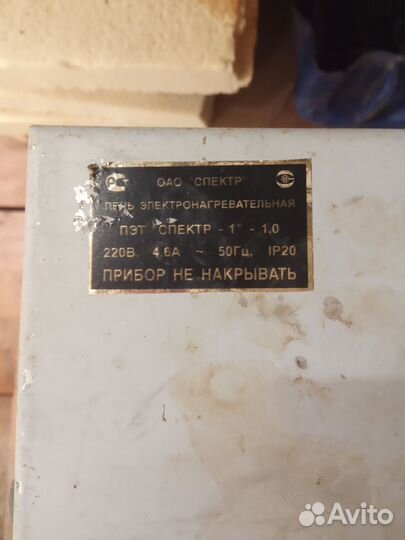 ОАО "СПЕКТР"
ПЕЧЬ ЭЛЕКТРОНАГРЕВАТЕЛЬНАЯ
ПЭТ "СПЕКТР - 1" - 1.0
220В, 4,6А ~ 50Гц, IP20
ПРИБОР НЕ НАКРЫВАТЬ
Avito